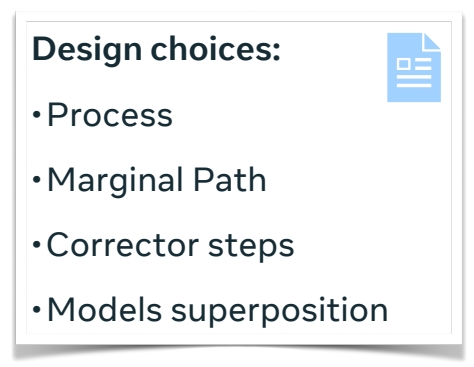 Design choices:
•Process
•Marginal Path
•Corrector steps
•Models superposition